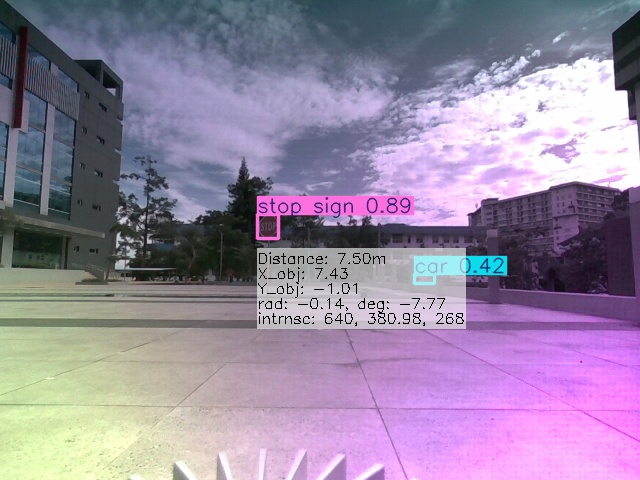 stop sign 0.89
STOP
Distance: 7.50m
X_obj: 7.43
Y_obj: −1.01
rad: −0.14, deg: −7.77
intrnsc: 640, 380.98, 268
car 0.42